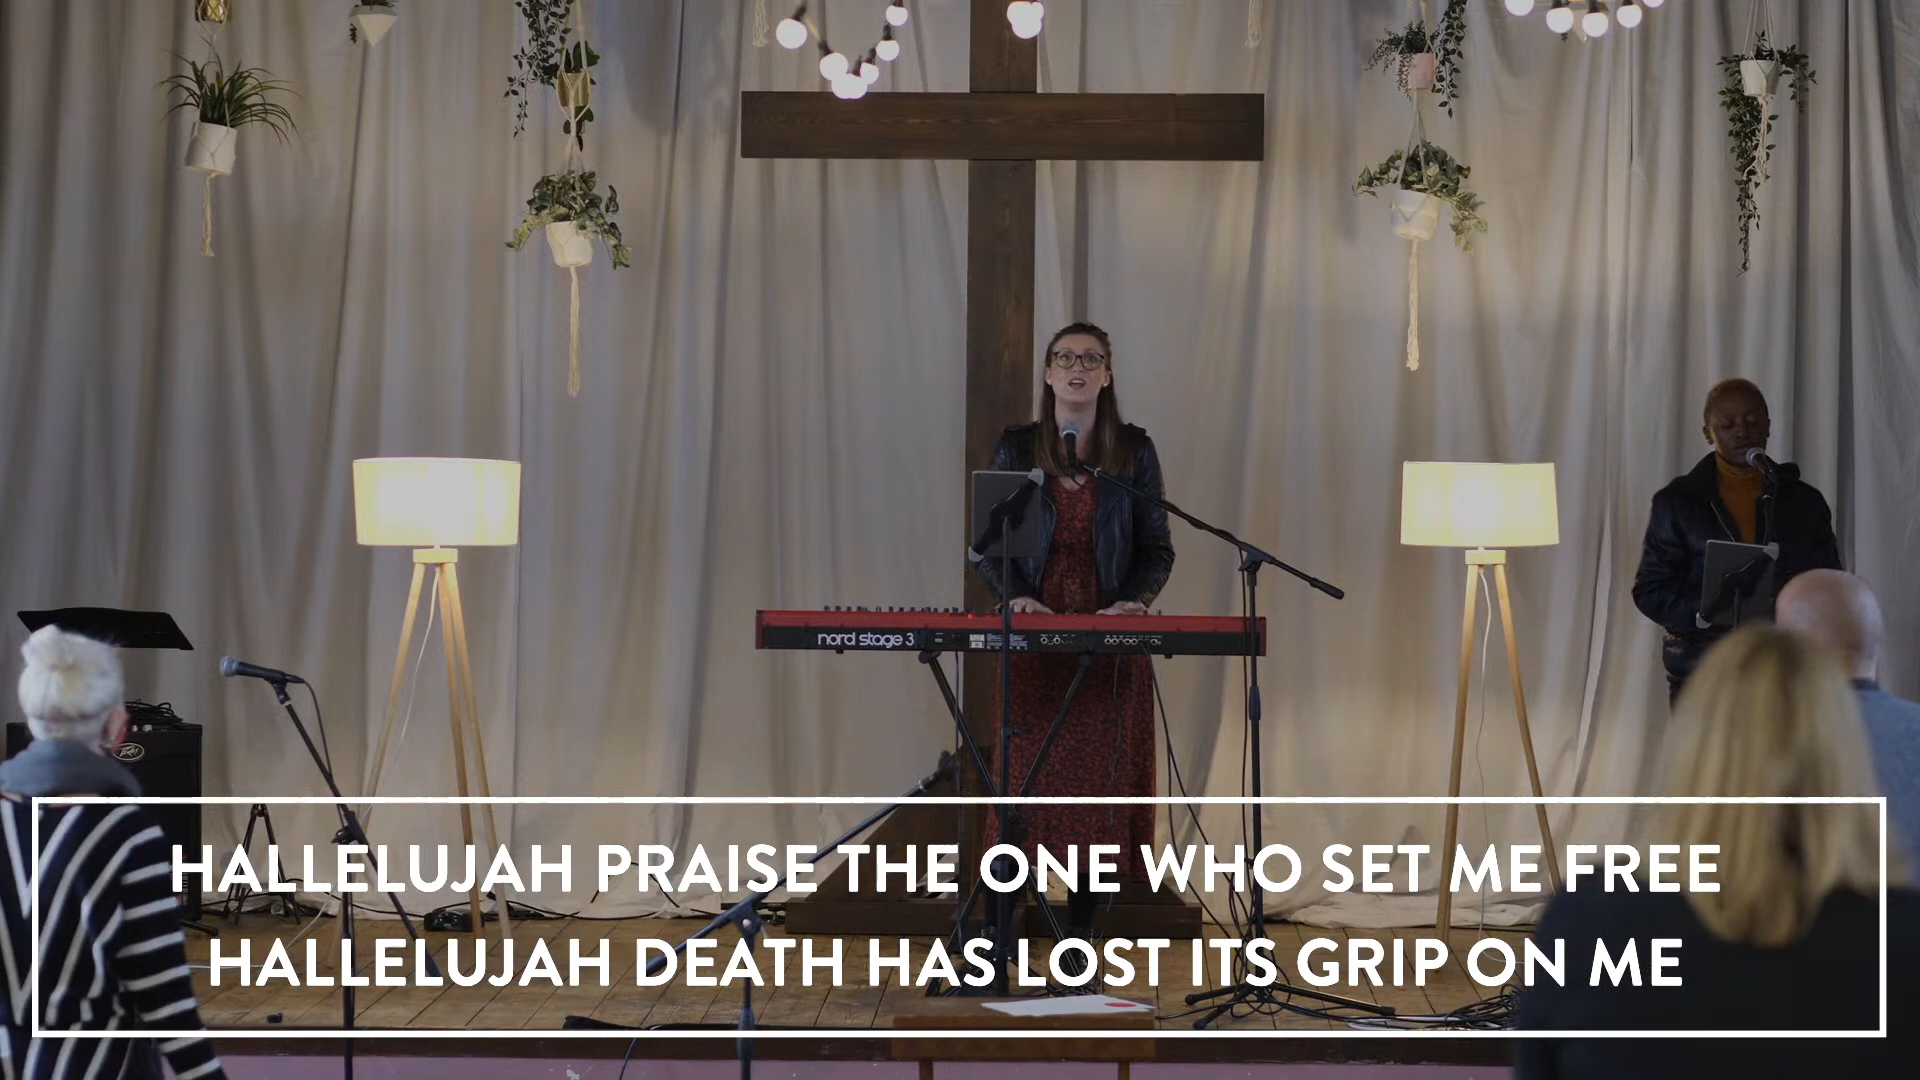 nord stage 3
Peavey
HALLELUJAH PRAISE THE ONE WHO SET ME FREE
HALLELUJAH DEATH HAS LOST ITS GRIP ON ME